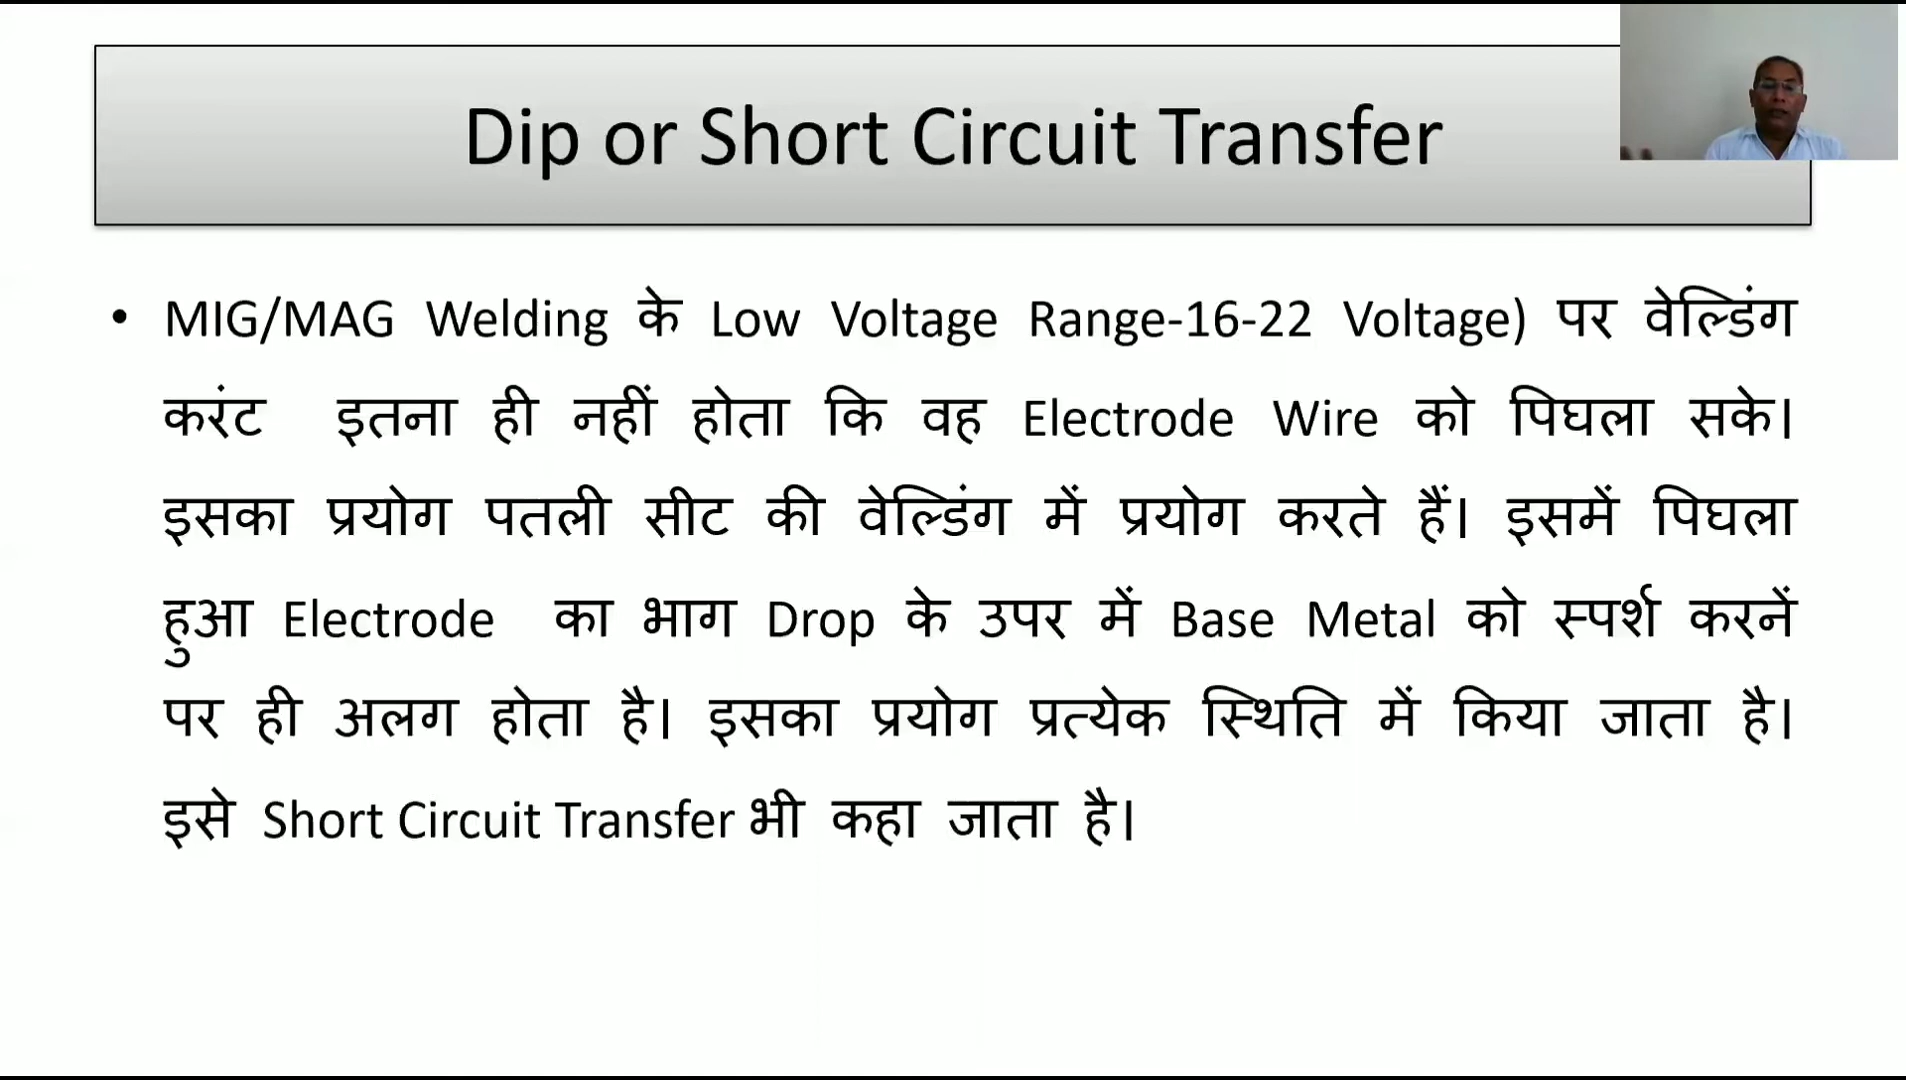 Dip or Short Circuit Transfer
• MIG/MAG Welding के Low Voltage Range-16-22 Voltage) पर वेल्डिंग
करंट इतना ही नहीं होता कि वह Electrode Wire को पिघला सके।
इसका प्रयोग पतली सीट की वेल्डिंग में प्रयोग करते हैं। इसमें पिघला
हुआ Electrode का भाग Drop के उपर में Base Metal को स्पर्श करनें
पर ही अलग होता है। इसका प्रयोग प्रत्येक स्थिति में किया जाता है।
इसे Short Circuit Transfer भी कहा जाता है।